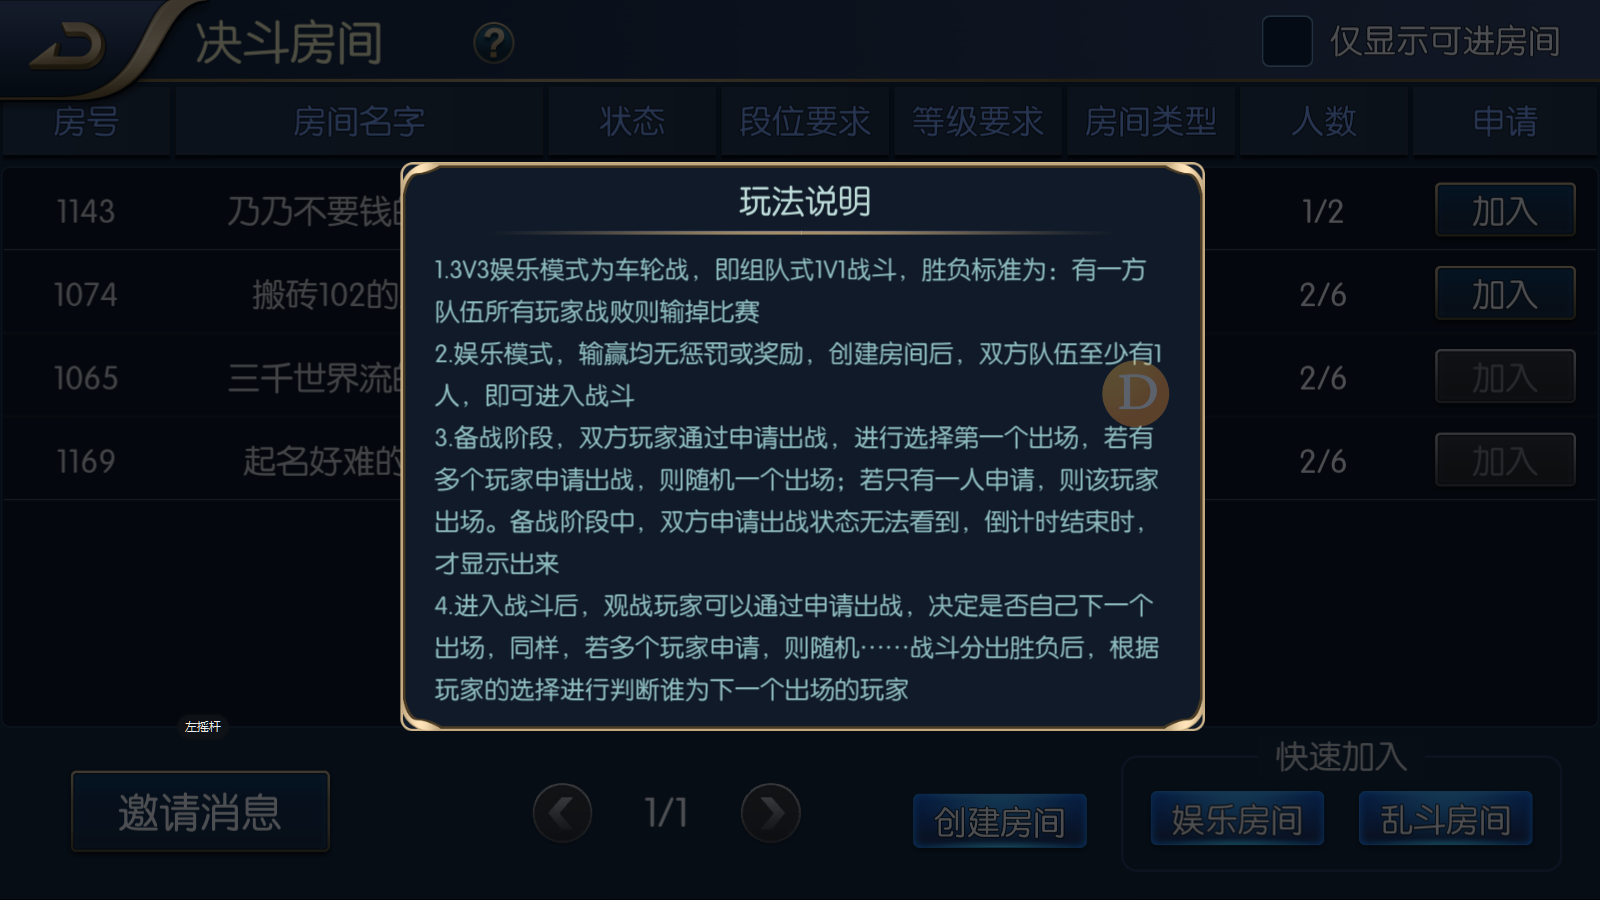 决斗房间
?
仅显示可进房间
房号 房间名字 状态 段位要求 等级要求 房间类型 人数 申请
1143 乃乃不要钱 1/2 加入
1074 搬砖102的 2/6 加入
1065 三千世界流 2/6 加入
1169 起名好难的 2/6 加入
玩法说明
1.3V3娱乐模式为车轮战，即组队式1V1战斗，胜负标准为：有一方
队伍所有玩家战败则输掉比赛
2.娱乐模式，输赢均无惩罚或奖励，创建房间后，双方队伍至少有1
人，即可进入战斗
D
3.备战阶段，双方玩家通过申请出战，进行选择第一个出场，若有
多个玩家申请出战，则随机一个出场；若只有一人申请，则该玩家
出场。备战阶段中，双方申请出战状态无法看到，倒计时结束时，
才显示出来
4.进入战斗后，观战玩家可以通过申请出战，决定是否自己下一个
出场，同样，若多个玩家申请，则随机……战斗分出胜负后，根据
玩家的选择进行判断谁为下一个出场的玩家
左摇杆
邀请消息
1/1
创建房间
快速加入
娱乐房间 乱斗房间